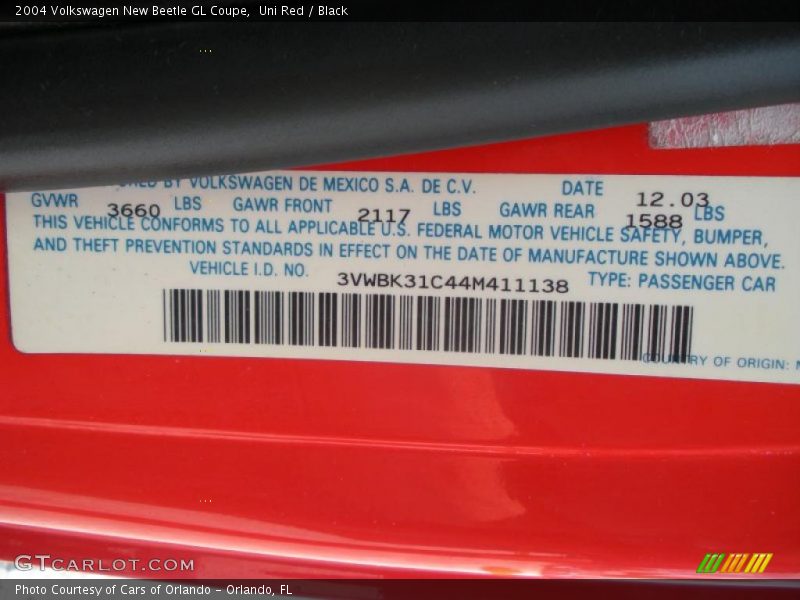 2004 Volkswagen New Beetle GL Coupe,  Uni Red / Black
BY VOLKSWAGEN DE MEXICO S.A. DE C.V. DATE 12.03
GVWR 3660 LBS GAWR FRONT 2117 LBS GAWR REAR 1588 LBS
THIS VEHICLE CONFORMS TO ALL APPLICABLE U.S. FEDERAL MOTOR VEHICLE SAFETY, BUMPER,
AND THEFT PREVENTION STANDARDS IN EFFECT ON THE DATE OF MANUFACTURE SHOWN ABOVE.
VEHICLE I.D. NO. 3VWBK31C44M411138 TYPE: PASSENGER CAR
COUNTRY OF ORIGIN:
GTCARLOT.COM
Photo Courtesy of Cars of Orlando - Orlando, FL